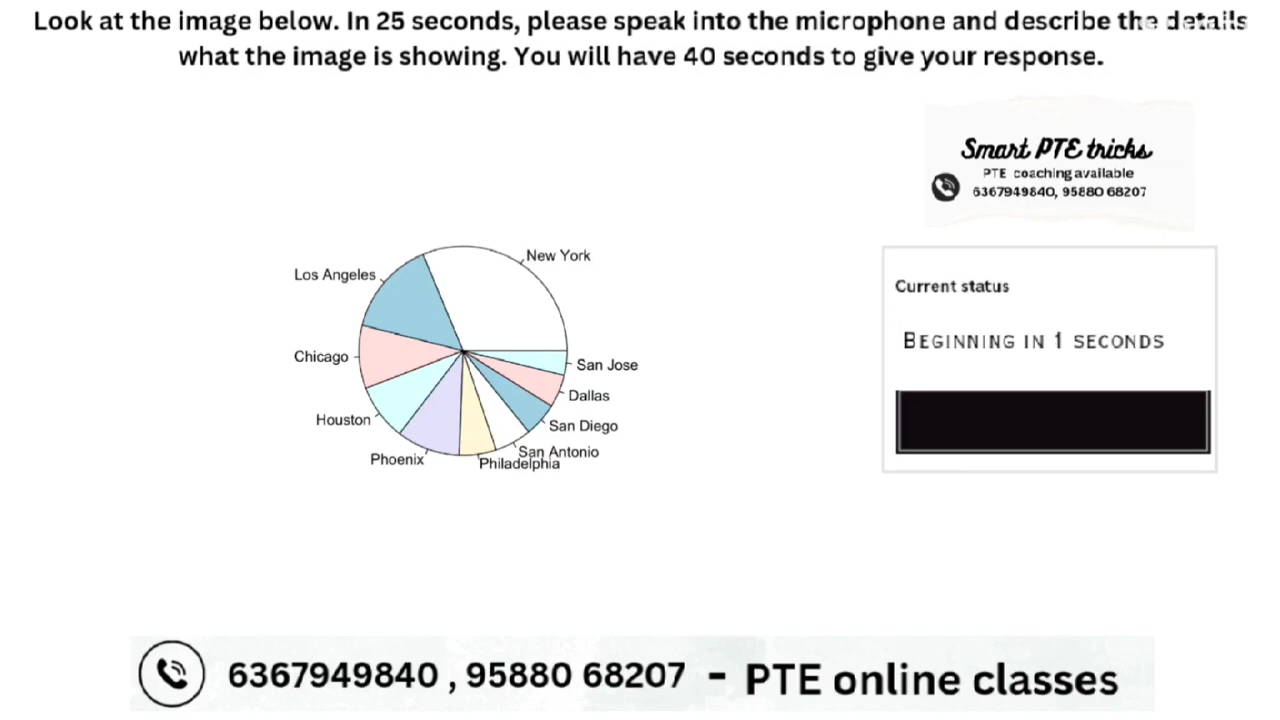 Look at the image below. In 25 seconds, please speak into the microphone and describe the details
what the image is showing. You will have 40 seconds to give your response.
Smart PTE tricks
PTE coaching available
6367949840, 95880 68207
New York
Los Angeles
Chicago
Houston
Phoenix
Philadelphia
San Antonio
San Diego
Dallas
San Jose
Current status
BEGINNING IN 1 SECONDS
6367949840 , 95880 68207 - PTE online classes